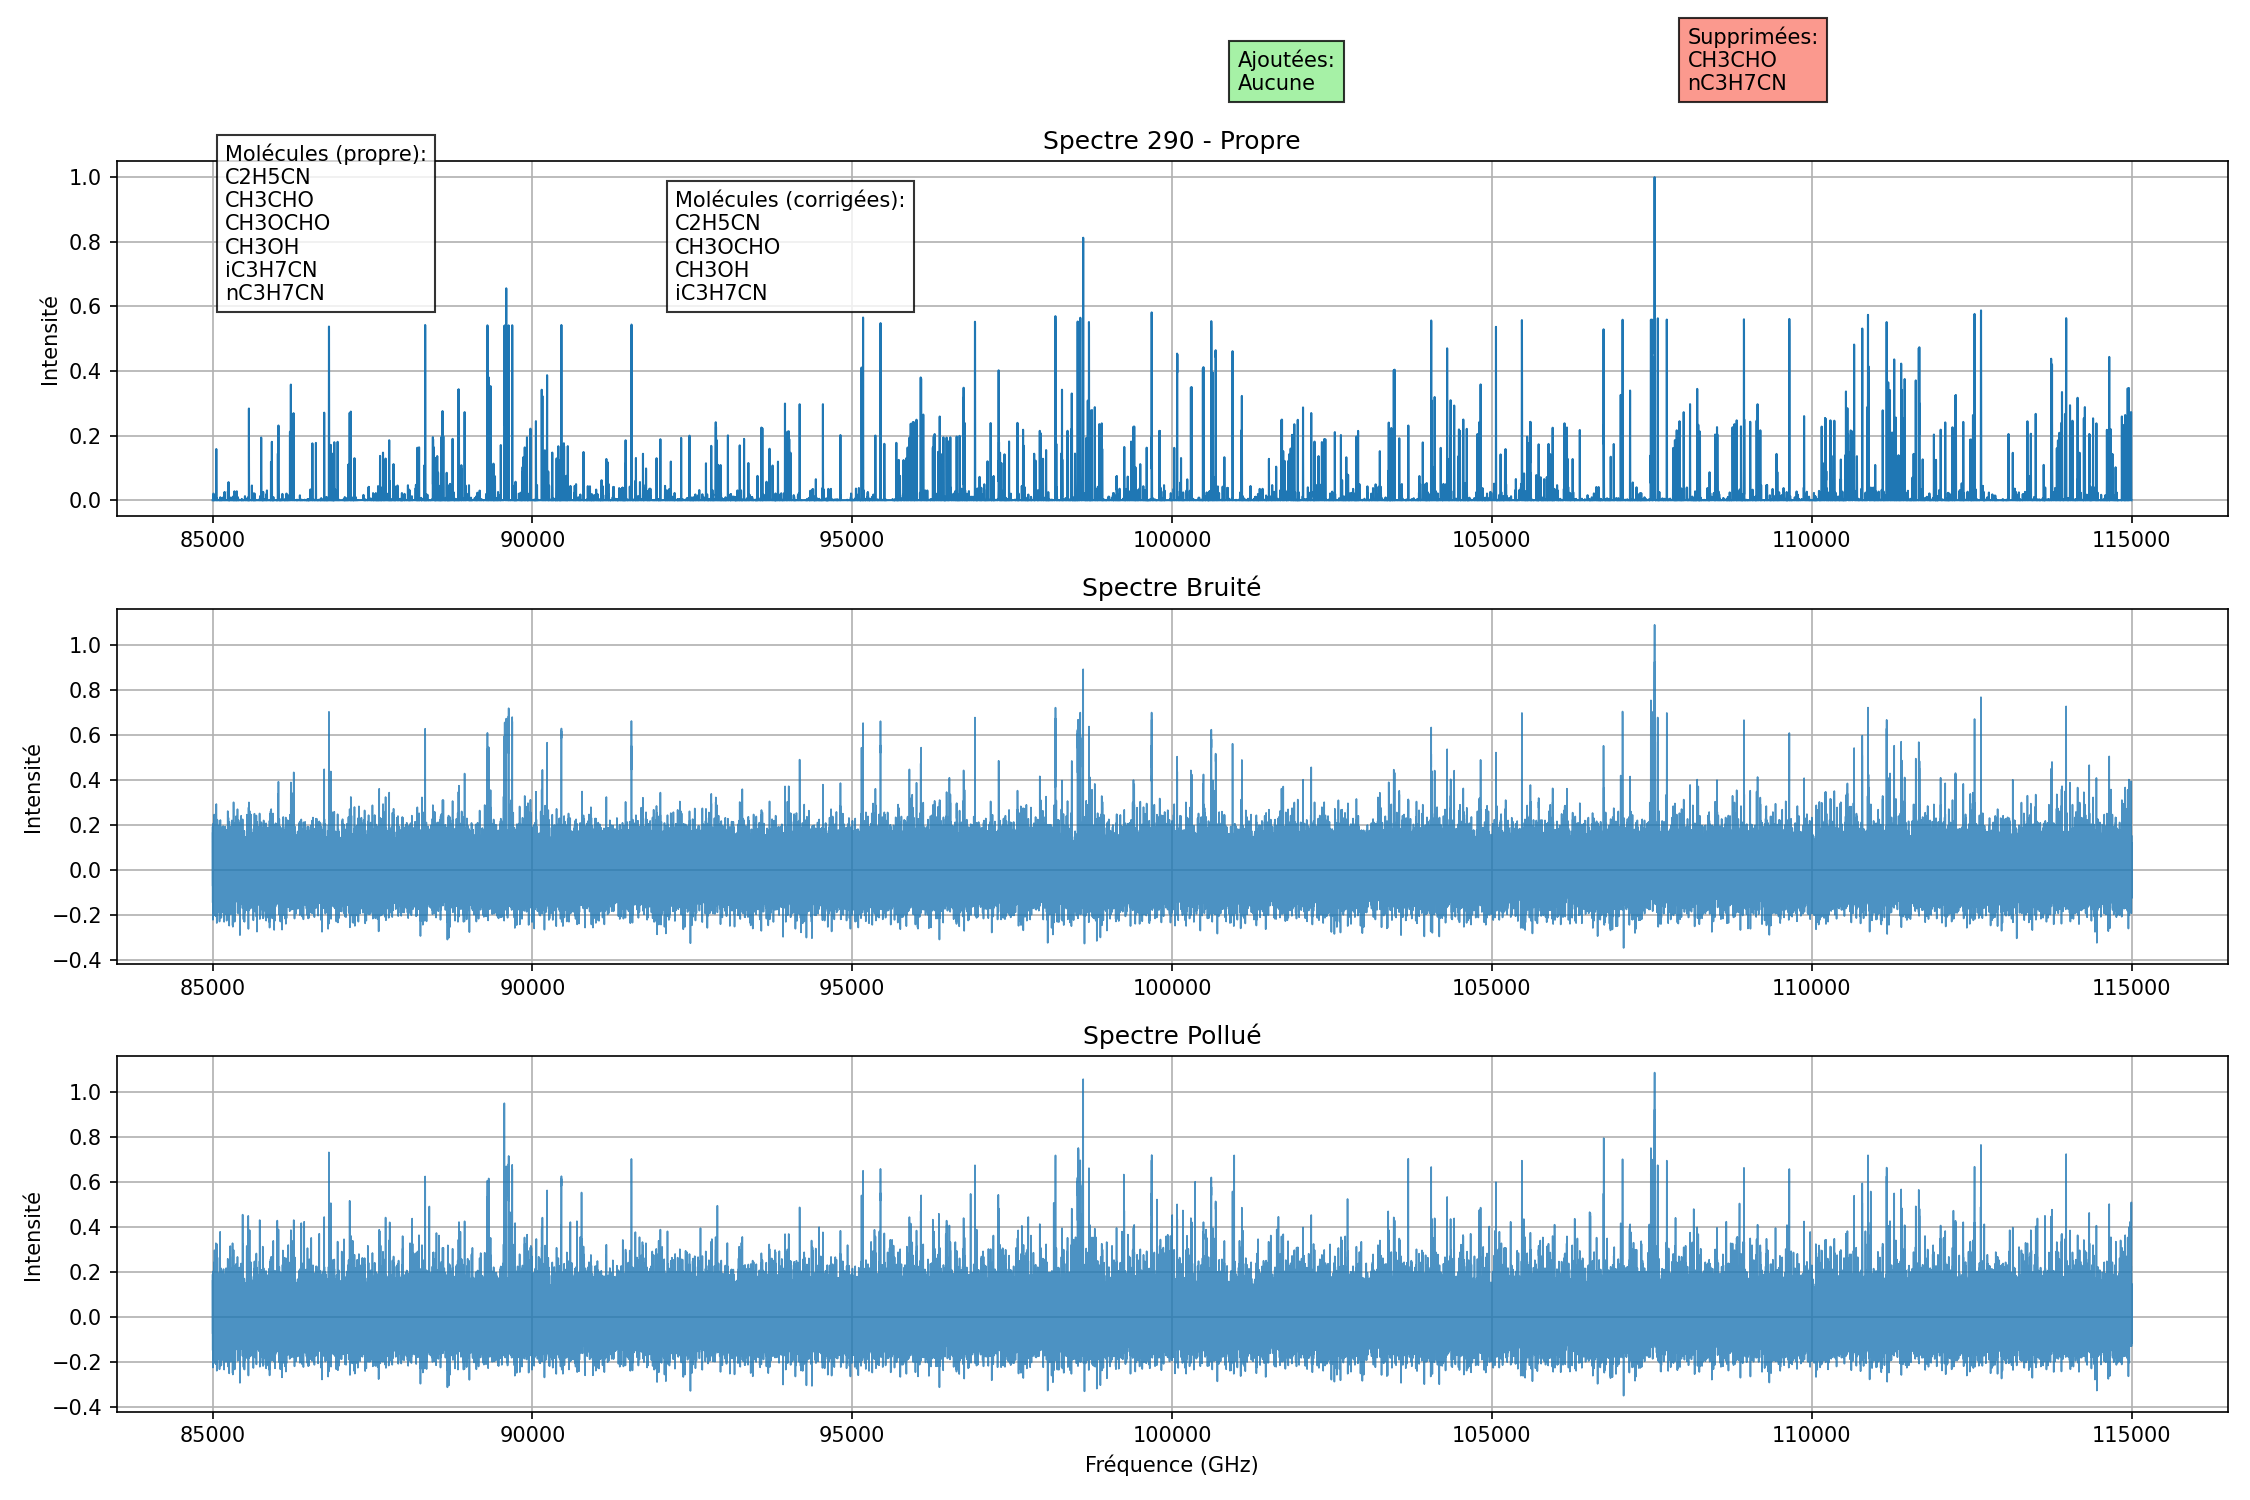 Supprimées:
CH3CHO
nC3H7CN
Ajoutées:
Aucune
Spectre 290 - Propre
Molécules (propre):
C2H5CN
CH3CHO
CH3OCHO
CH3OH
iC3H7CN
nC3H7CN
Molécules (corrigées):
C2H5CN
CH3OCHO
CH3OH
iC3H7CN
Intensité
1.0
0.8
0.6
0.4
0.2
0.0
85000 90000 95000 100000 105000 110000 115000
Spectre Bruité
Intensité
1.0
0.8
0.6
0.4
0.2
0.0
−0.2
−0.4
85000 90000 95000 100000 105000 110000 115000
Spectre Pollué
Intensité
1.0
0.8
0.6
0.4
0.2
0.0
−0.2
−0.4
85000 90000 95000 100000 105000 110000 115000
Fréquence (GHz)